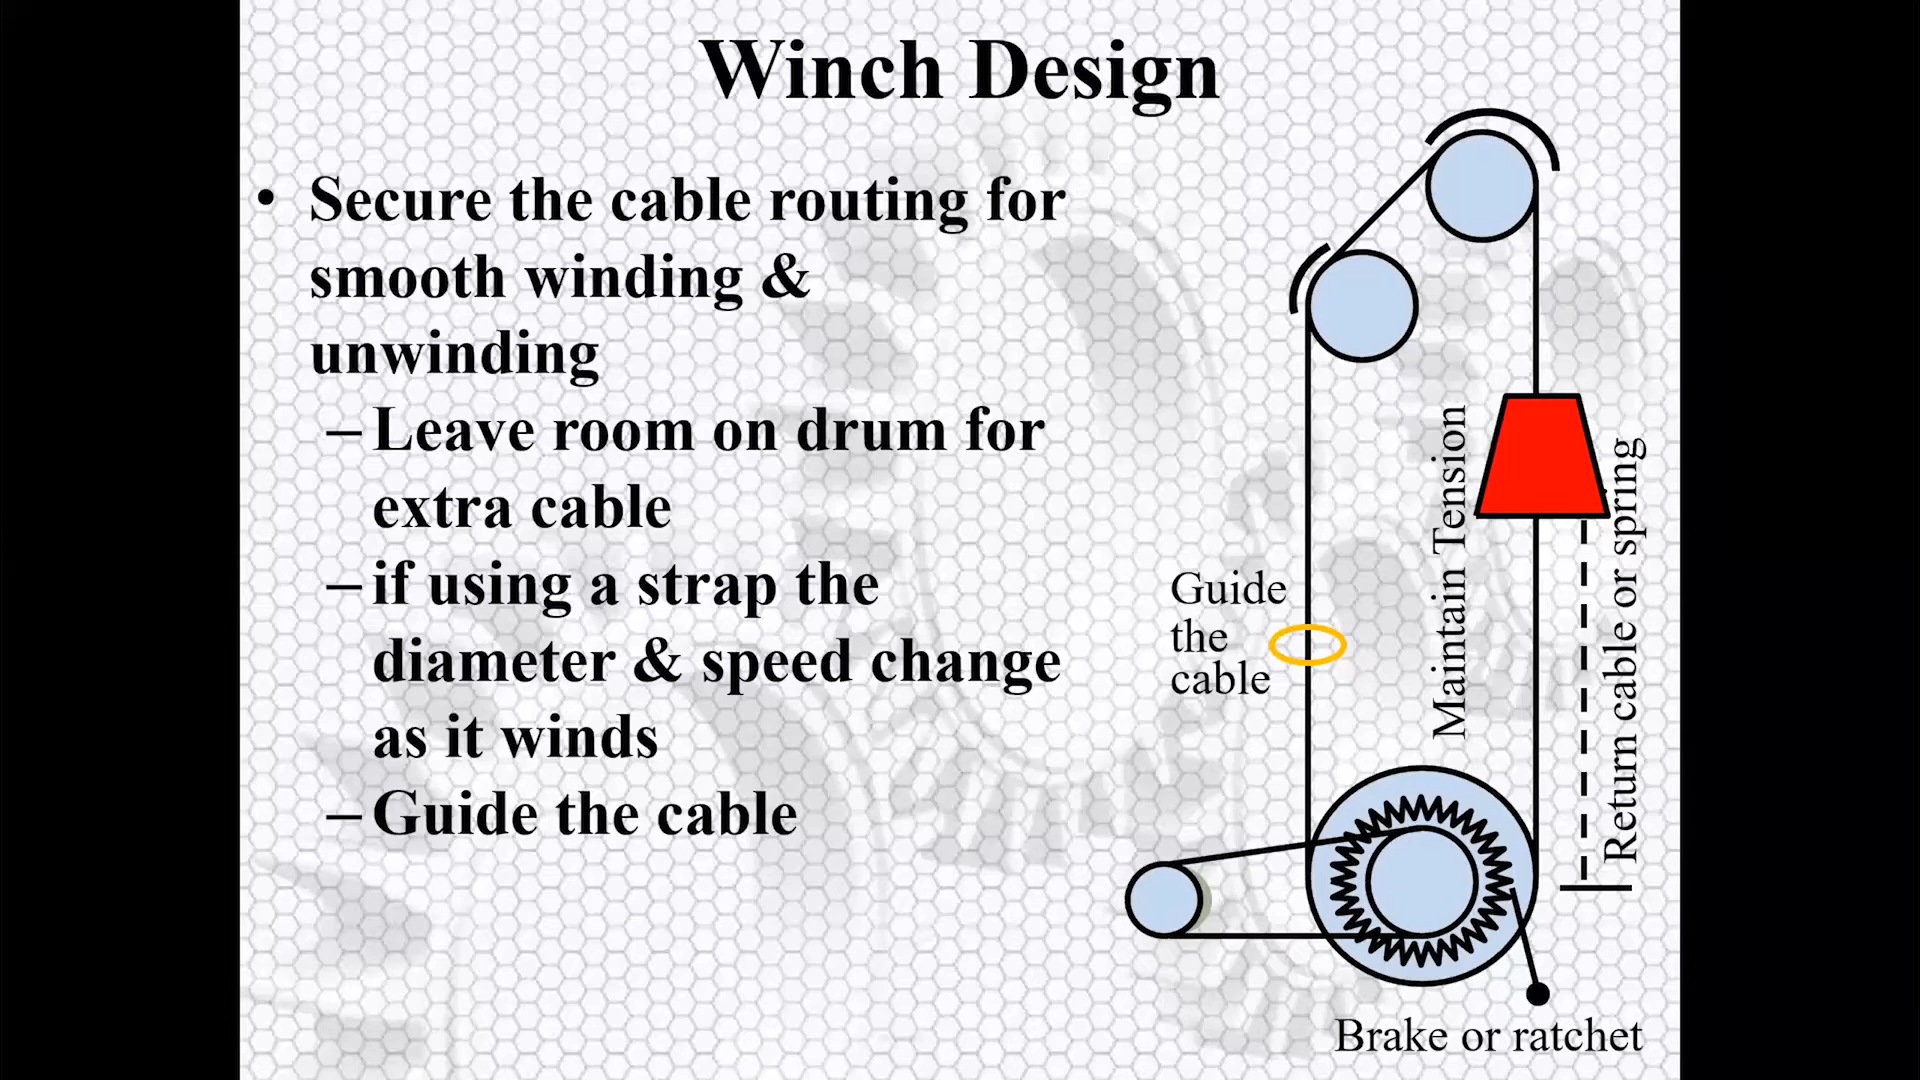 Winch Design
• Secure the cable routing for
smooth winding &
unwinding
– Leave room on drum for
extra cable
– if using a strap the
diameter & speed change
as it winds
– Guide the cable
Guide
the
cable
Maintain Tension
Return cable or spring
Brake or ratchet